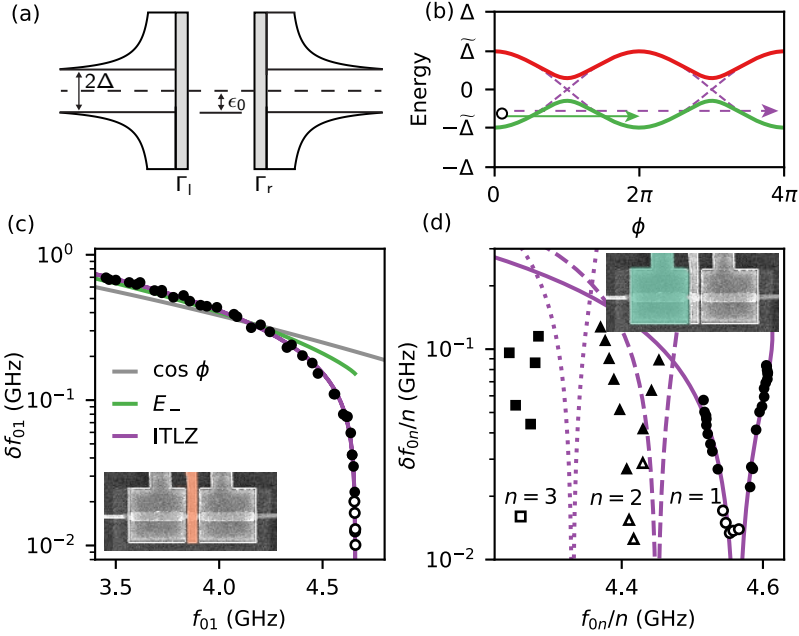 (a)
2Δ
ϵ₀
Γₗ
Γᵣ
(b)
Energy
Δ
Δ̃
0
−Δ̃
−Δ
0
2π
4π
ϕ
(c)
δf₀₁ (GHz)
10⁰
10⁻¹
10⁻²
cos ϕ
E₋
ITLZ
3.5
4.0
4.5
f₀₁ (GHz)
(d)
δf₀ₙ/n (GHz)
10⁻¹
10⁻²
n = 3
n = 2
n = 1
4.4
4.6
f₀ₙ/n (GHz)